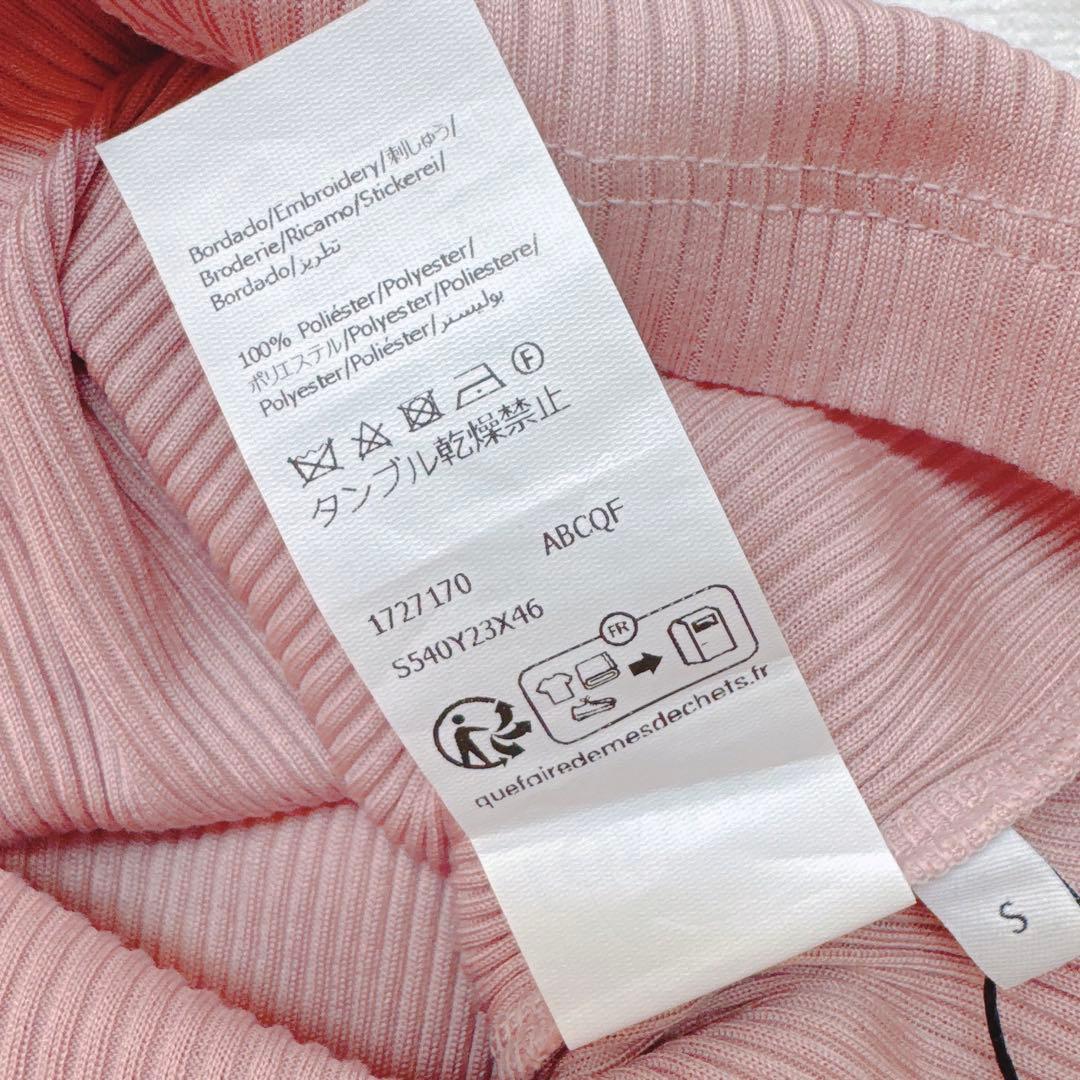 Bordado/Embroidery/刺しゅう/
Broderie/Ricamo/Stickerei/
Bordado/تطريز
100% Poliéster/Polyester/
ポリエステル/Polyester/Poliestere/
Polyester/Poliéster/بوليستر
F
タンブル乾燥禁止
ABCQF
1727170
S540Y23X46
FR
quefairedemesdechets.fr
S